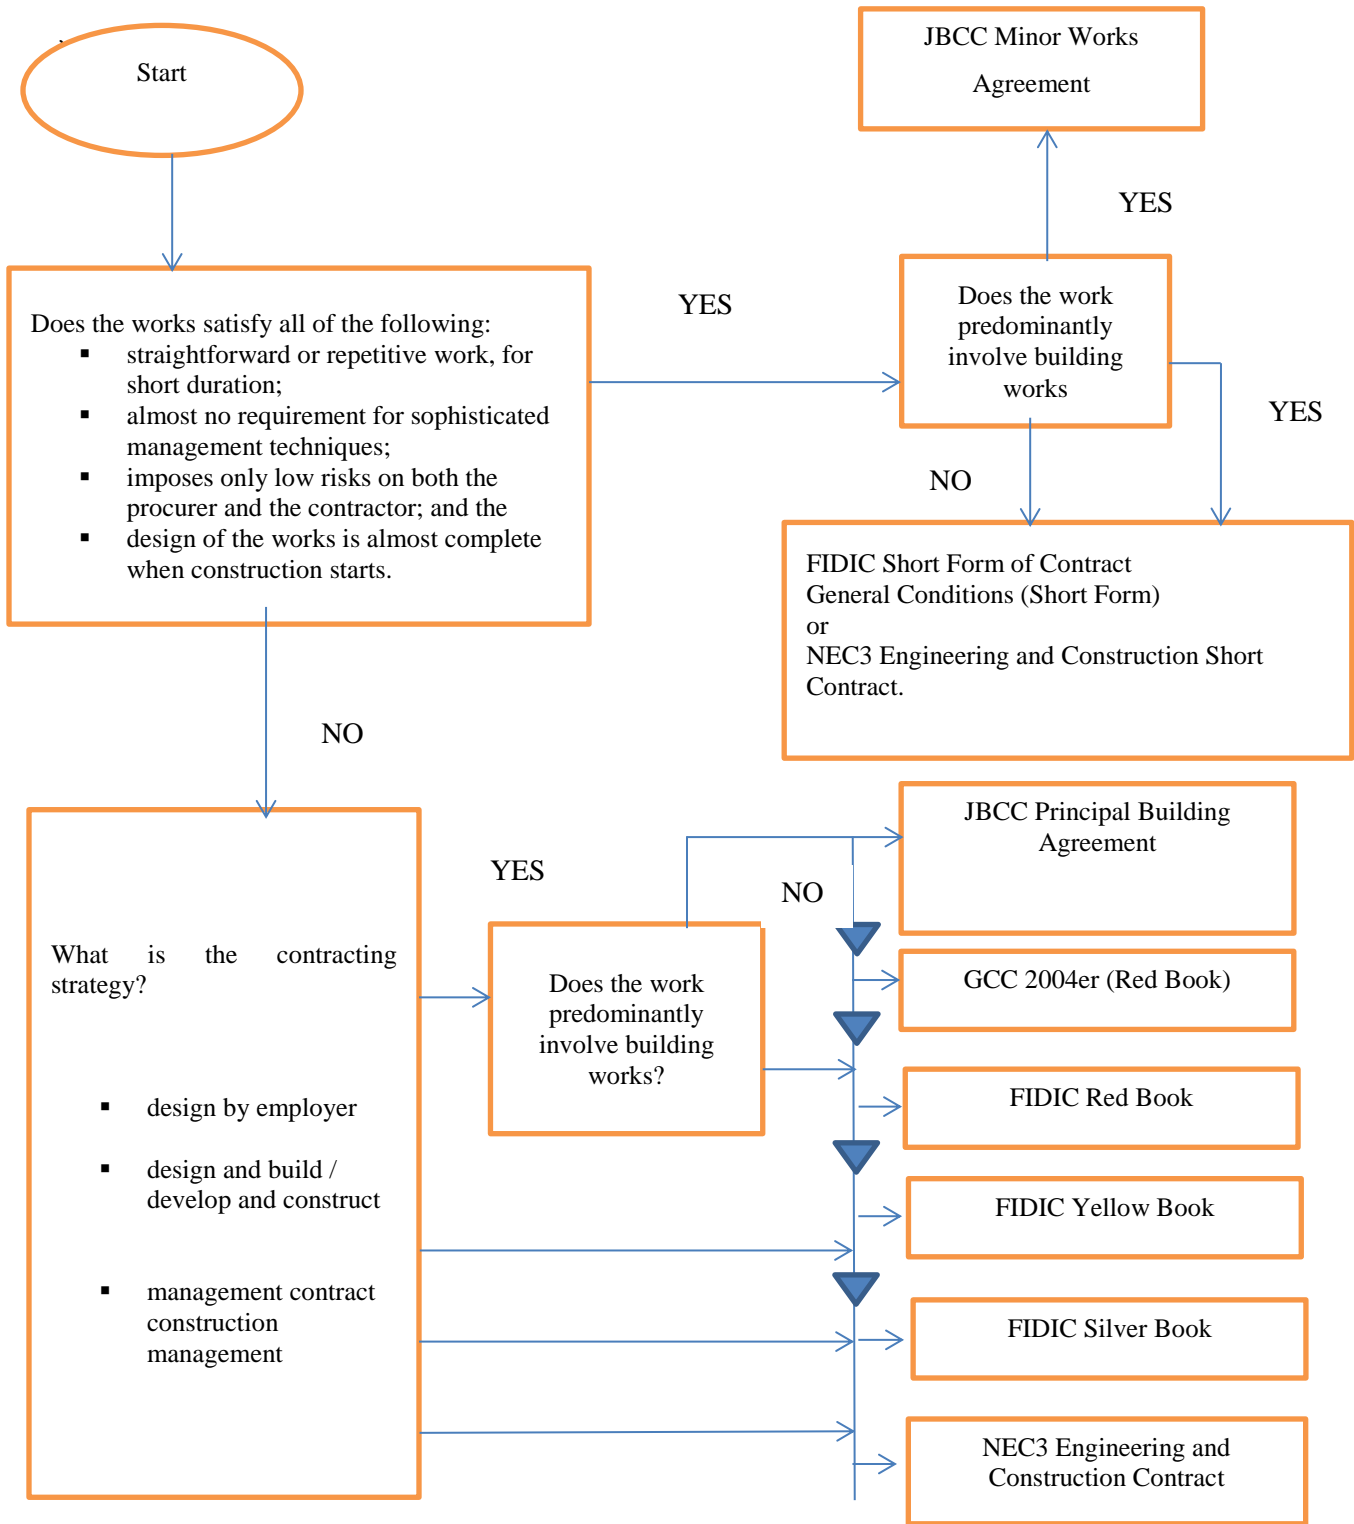 Start
JBCC Minor Works
Agreement
YES
Does the works satisfy all of the following:
▪ straightforward or repetitive work, for
short duration;
▪ almost no requirement for sophisticated
management techniques;
▪ imposes only low risks on both the
procurer and the contractor; and the
▪ design of the works is almost complete
when construction starts.
YES
Does the work
predominantly
involve building
works
YES
NO
FIDIC Short Form of Contract
General Conditions (Short Form)
or
NEC3 Engineering and Construction Short
Contract.
NO
What is the contracting
strategy?
▪ design by employer
▪ design and build /
develop and construct
▪ management contract
construction
management
YES
Does the work
predominantly
involve building
works?
NO
JBCC Principal Building
Agreement
GCC 2004er (Red Book)
FIDIC Red Book
FIDIC Yellow Book
FIDIC Silver Book
NEC3 Engineering and
Construction Contract